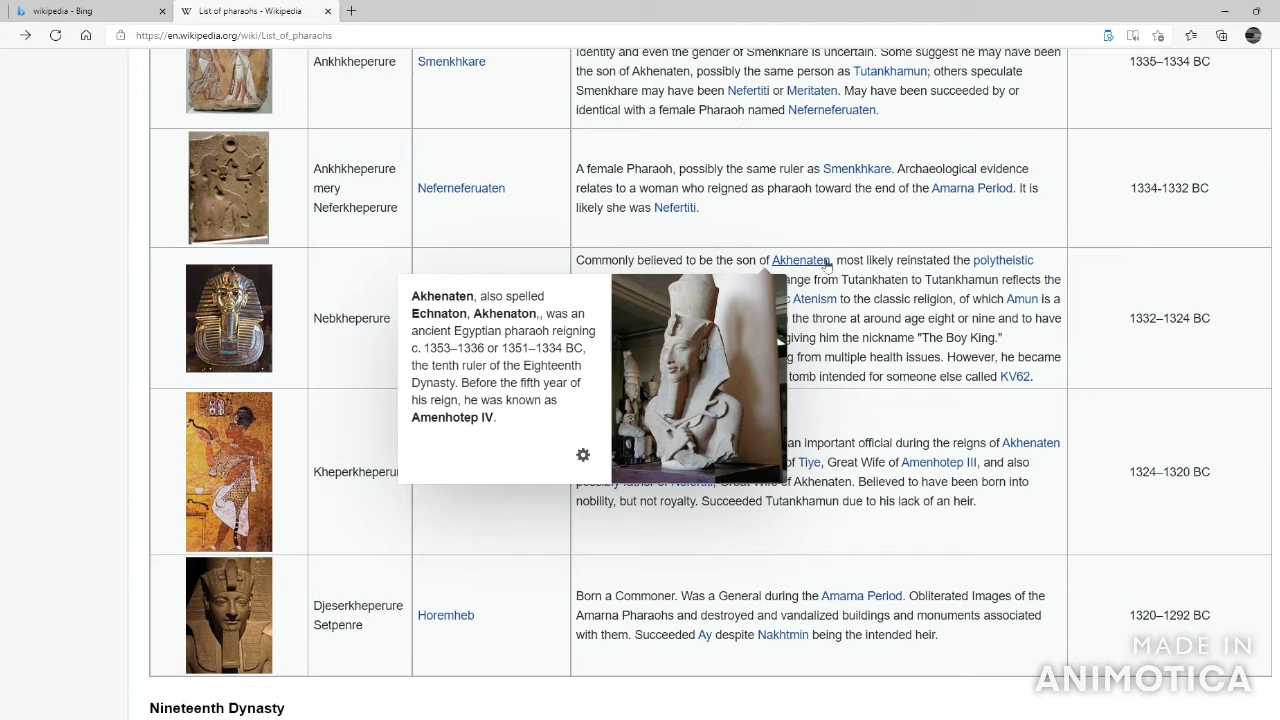 wikipedia - Bing
List of pharaohs - Wikipedia
https://en.wikipedia.org/wiki/List_of_pharaohs
Ankhkheperure
Smenkhkare
identity and even the gender of Smenkhare is uncertain. Some suggest he may have been
the son of Akhenaten, possibly the same person as Tutankhamun; others speculate
Smenkhare may have been Nefertiti or Meritaten. May have been succeeded by or
identical with a female Pharaoh named Neferneferuaten.
1335–1334 BC
Ankhkheperure
mery
Neferkheperure
Neferneferuaten
A female Pharaoh, possibly the same ruler as Smenkhkare. Archaeological evidence
relates to a woman who reigned as pharaoh toward the end of the Amarna Period. It is
likely she was Nefertiti.
1334-1332 BC
Nebkheperure
Commonly believed to be the son of Akhenaten, most likely reinstated the polytheistic
ange from Tutankhaten to Tutankhamun reflects the
c Atenism to the classic religion, of which Amun is a
the throne at around age eight or nine and to have
giving him the nickname "The Boy King."
g from multiple health issues. However, he became
tomb intended for someone else called KV62.
1332–1324 BC
Akhenaten, also spelled
Echnaton, Akhenaton,, was an
ancient Egyptian pharaoh reigning
c. 1353–1336 or 1351–1334 BC,
the tenth ruler of the Eighteenth
Dynasty. Before the fifth year of
his reign, he was known as
Amenhotep IV.
Kheperkheperu
an important official during the reigns of Akhenaten
of Tiye, Great Wife of Amenhotep III, and also
possibly father of Nefertiti, Great Wife of Akhenaten. Believed to have been born into
nobility, but not royalty. Succeeded Tutankhamun due to his lack of an heir.
1324–1320 BC
Djeserkheperure
Setpenre
Horemheb
Born a Commoner. Was a General during the Amarna Period. Obliterated Images of the
Amarna Pharaohs and destroyed and vandalized buildings and monuments associated
with them. Succeeded Ay despite Nakhtmin being the intended heir.
1320–1292 BC
Nineteenth Dynasty
MADE IN
ANIMOTICA